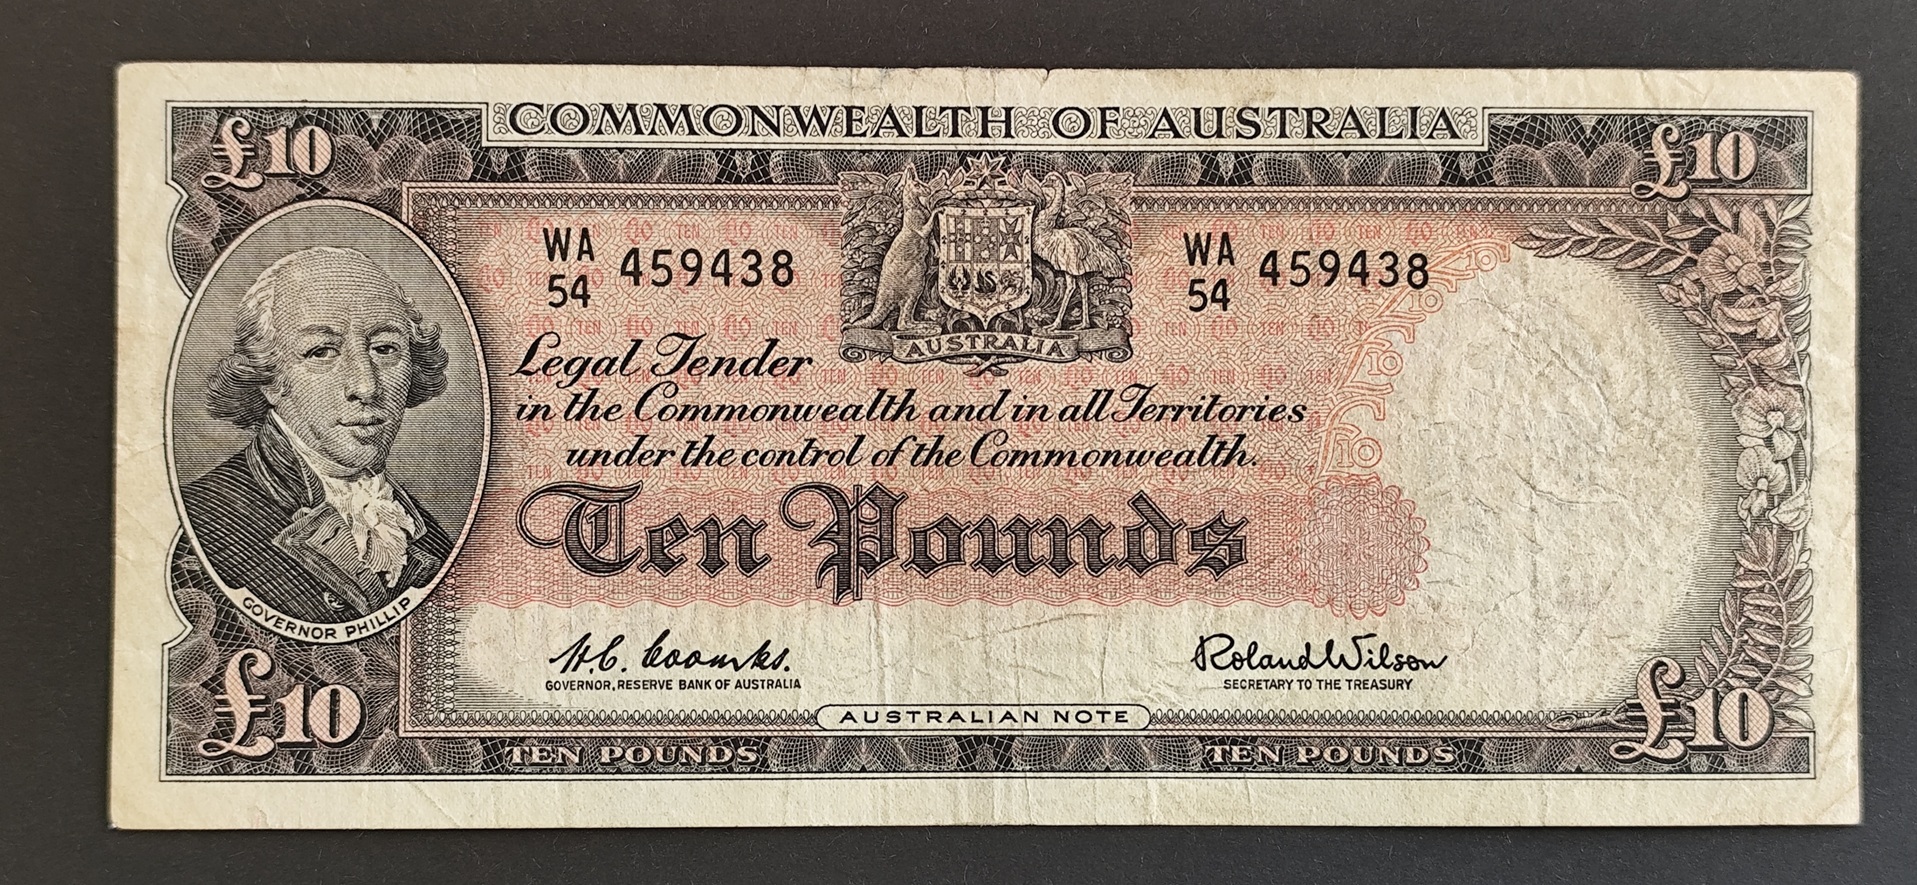 COMMONWEALTH OF AUSTRALIA
£10
£10
WA 54 459438
WA 54 459438
AUSTRALIA
Legal Tender
in the Commonwealth and in all Territories
under the control of the Commonwealth.
Ten Pounds
£10
GOVERNOR PHILLIP
H.C. Coombs.
Roland Wilson
GOVERNOR, RESERVE BANK OF AUSTRALIA
SECRETARY TO THE TREASURY
£10
£10
AUSTRALIAN NOTE
TEN POUNDS
TEN POUNDS